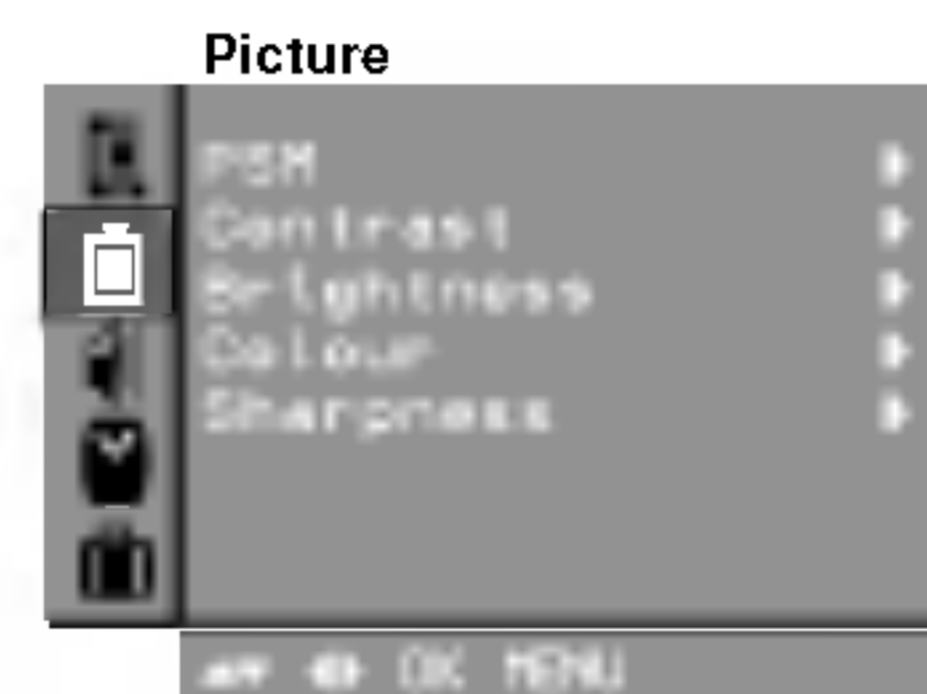 Picture
PSM
Contrast
Brightness
Colour
Sharpness
OK MENU